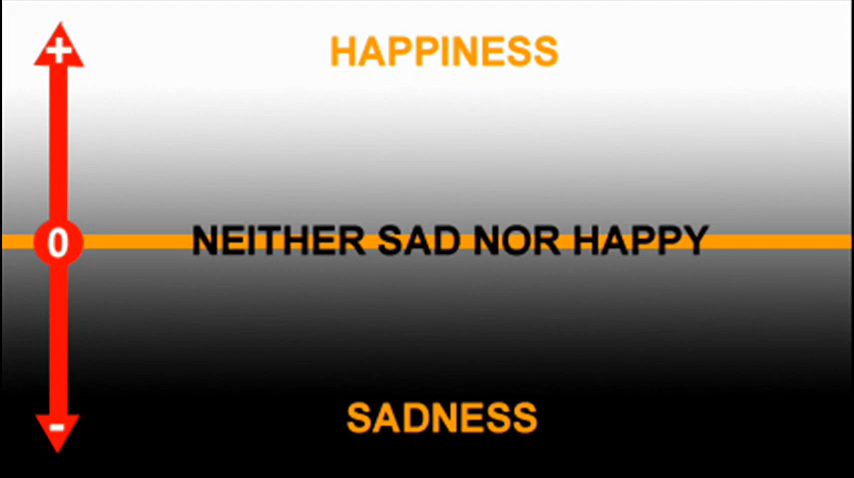 +
HAPPINESS
0
NEITHER SAD NOR HAPPY
SADNESS
-